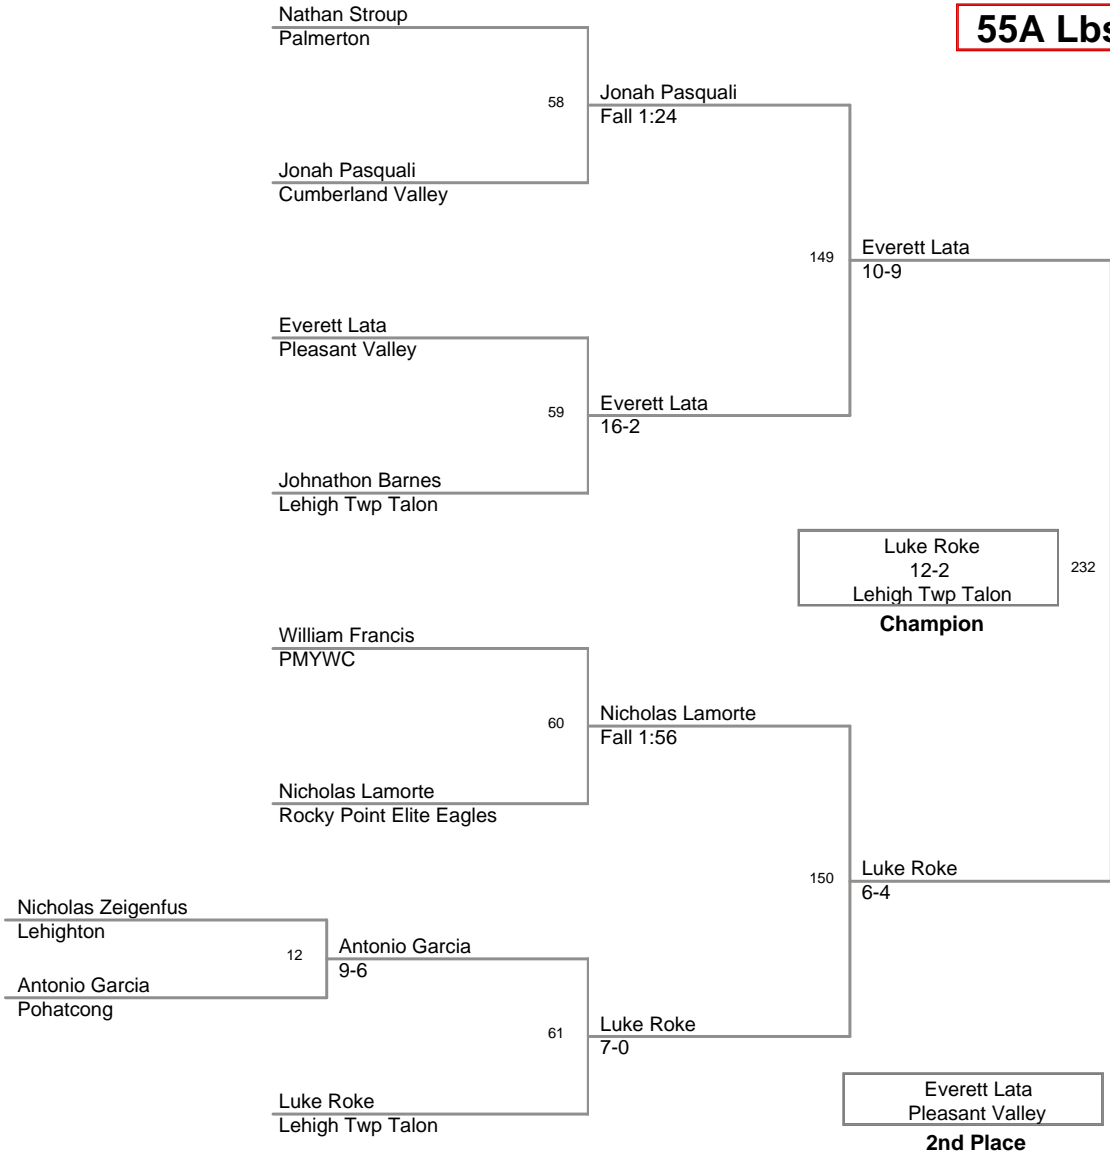 Nathan Stroup
Palmerton
55A Lbs
58
Jonah Pasquali
Fall 1:24
Jonah Pasquali
Cumberland Valley
149
Everett Lata
10-9
Everett Lata
Pleasant Valley
59
Everett Lata
16-2
Johnathon Barnes
Lehigh Twp Talon
Luke Roke
12-2
Lehigh Twp Talon
232
Champion
William Francis
PMYWC
60
Nicholas Lamorte
Fall 1:56
Nicholas Lamorte
Rocky Point Elite Eagles
150
Luke Roke
6-4
Nicholas Zeigenfus
Lehighton
12
Antonio Garcia
9-6
Antonio Garcia
Pohatcong
61
Luke Roke
7-0
Luke Roke
Lehigh Twp Talon
Everett Lata
Pleasant Valley
2nd Place